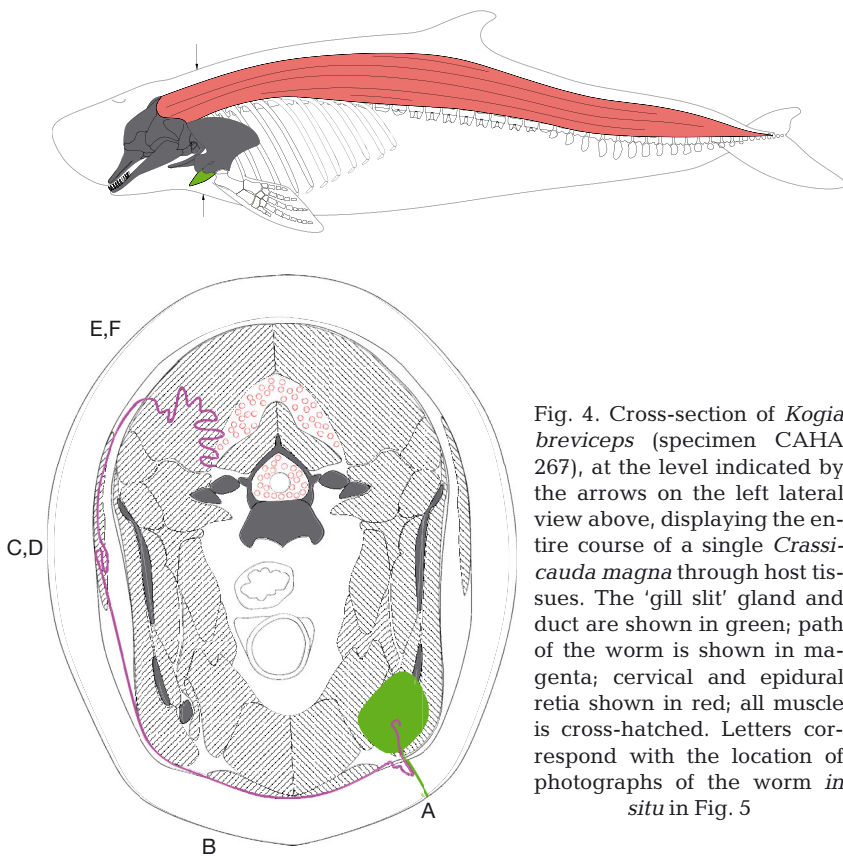 E,F
C,D
B
A
Fig. 4. Cross-section of Kogia
breviceps (specimen CAHA
267), at the level indicated by
the arrows on the left lateral
view above, displaying the en-
tire course of a single Crassi-
cauda magna through host tis-
sues. The ‘gill slit’ gland and
duct are shown in green; path
of the worm is shown in ma-
genta; cervical and epidural
retia shown in red; all muscle
is cross-hatched. Letters cor-
respond with the location of
photographs of the worm in
situ in Fig. 5